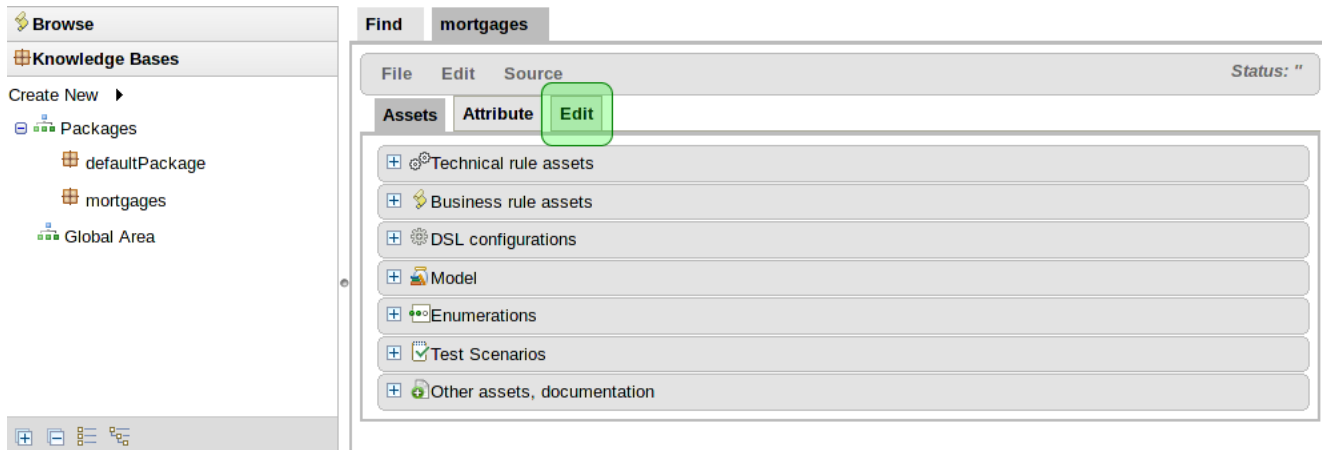 Browse
Knowledge Bases
Create New
Packages
defaultPackage
mortgages
Global Area
Find mortgages
File Edit Source Status: ''
Assets Attribute Edit
Technical rule assets
Business rule assets
DSL configurations
Model
Enumerations
Test Scenarios
Other assets, documentation